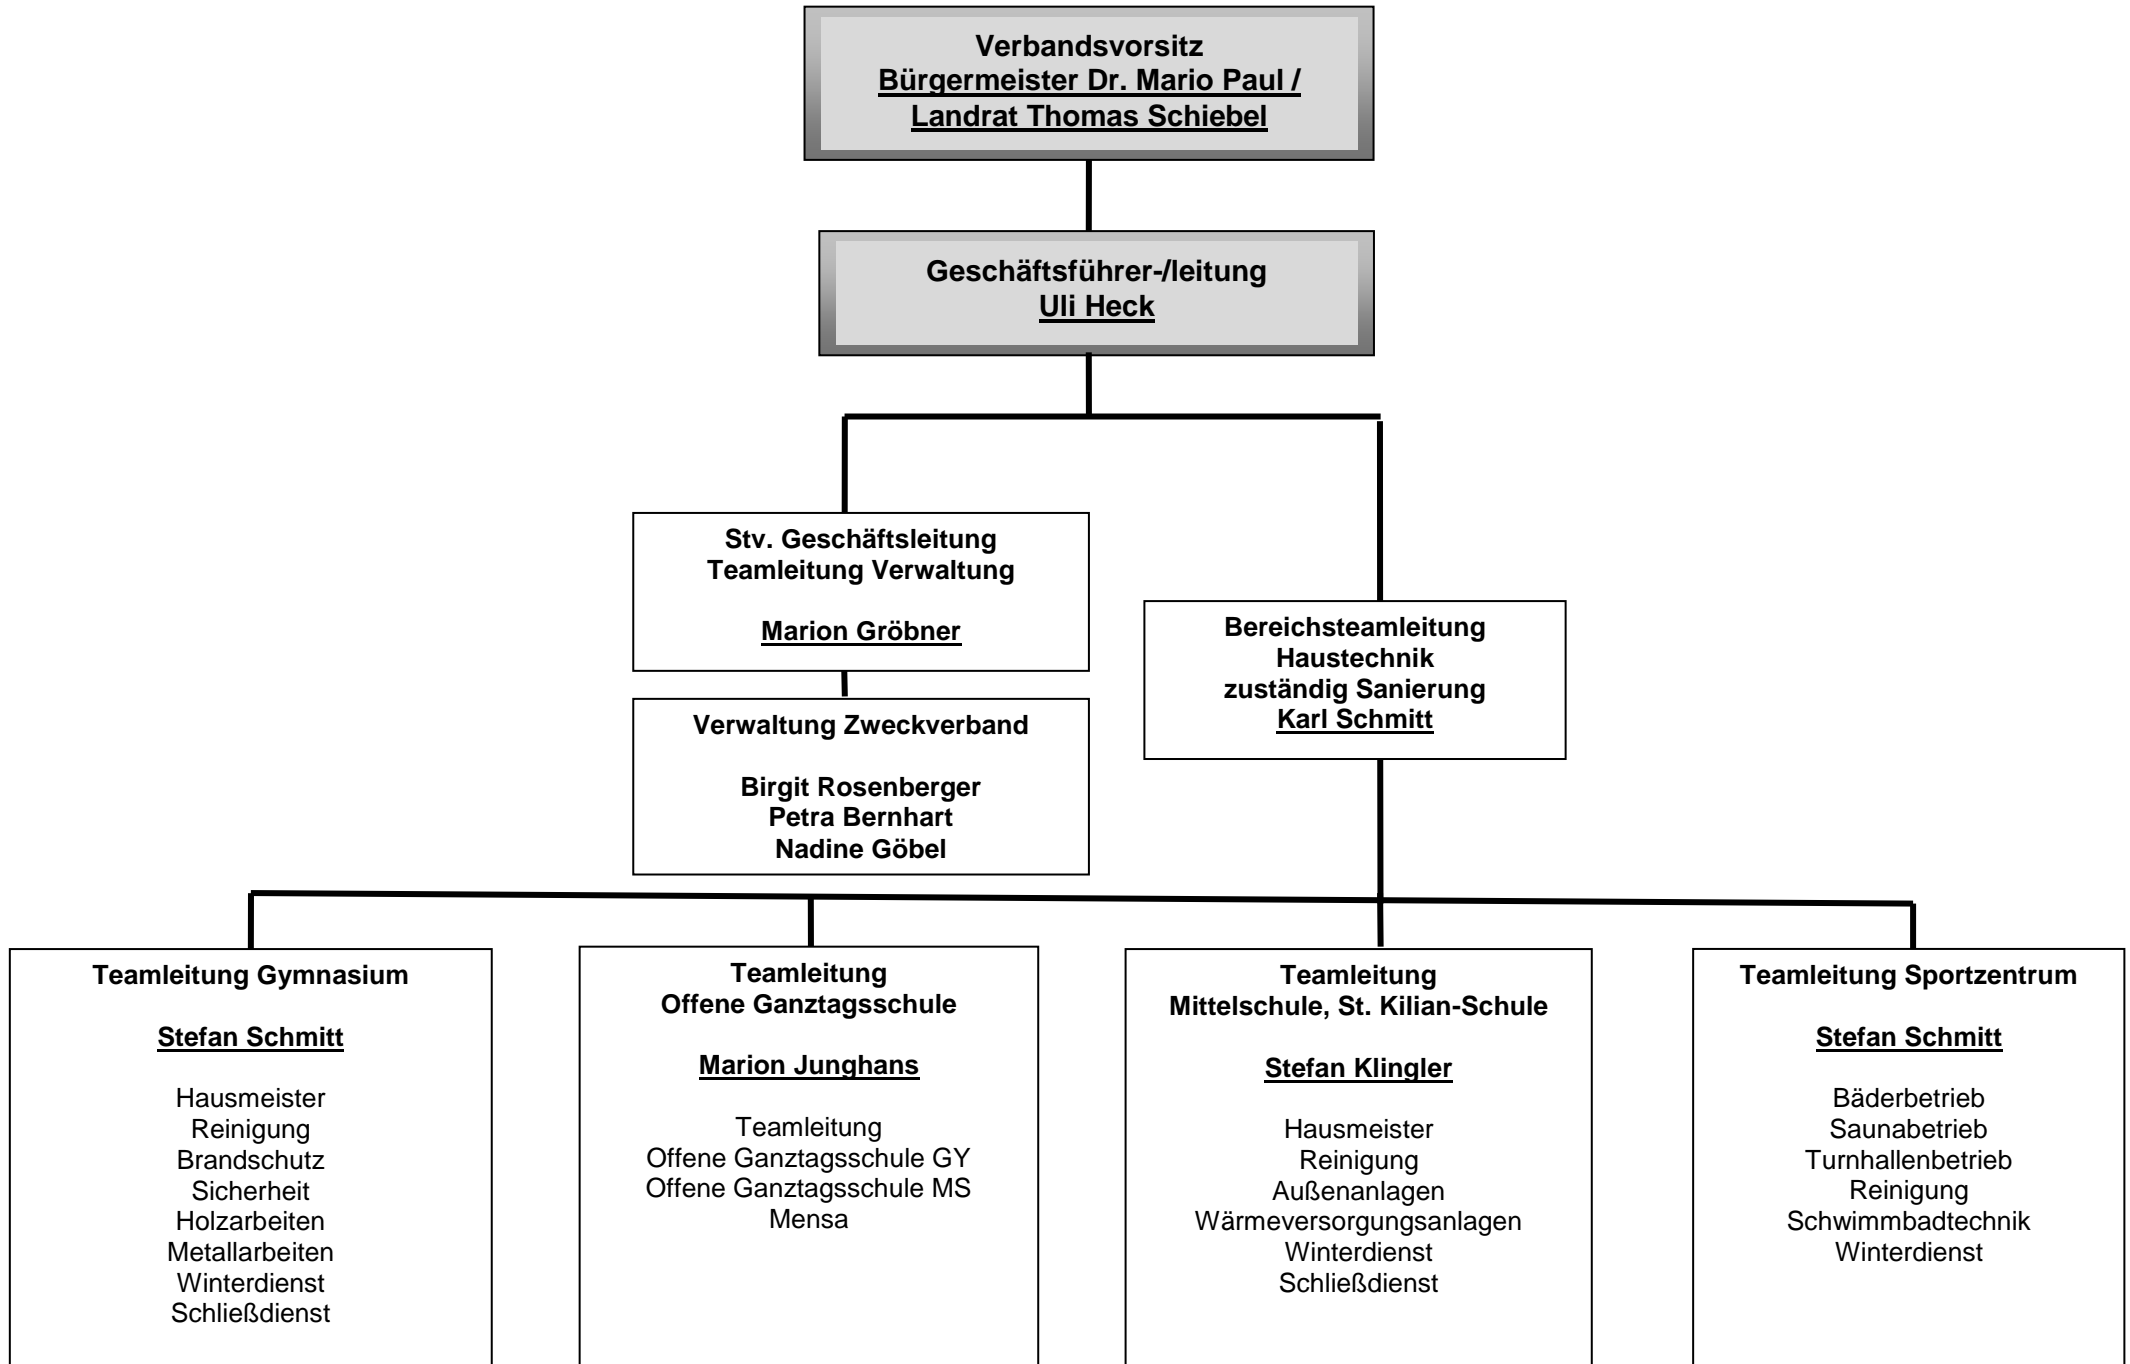 Verbandsvorsitz
Bürgermeister Dr. Mario Paul /
Landrat Thomas Schiebel
Geschäftsführer-/leitung
Uli Heck
Stv. Geschäftsleitung
Teamleitung Verwaltung
Marion Gröbner
Bereichsteamleitung
Haustechnik
zuständig Sanierung
Karl Schmitt
Verwaltung Zweckverband
Birgit Rosenberger
Petra Bernhart
Nadine Göbel
Teamleitung Gymnasium
Stefan Schmitt
Hausmeister
Reinigung
Brandschutz
Sicherheit
Holzarbeiten
Metallarbeiten
Winterdienst
Schließdienst
Teamleitung
Offene Ganztagsschule
Marion Junghans
Teamleitung
Offene Ganztagsschule GY
Offene Ganztagsschule MS
Mensa
Teamleitung
Mittelschule, St. Kilian-Schule
Stefan Klingler
Hausmeister
Reinigung
Außenanlagen
Wärmeversorgungsanlagen
Winterdienst
Schließdienst
Teamleitung Sportzentrum
Stefan Schmitt
Bäderbetrieb
Saunabetrieb
Turnhallenbetrieb
Reinigung
Schwimmbadtechnik
Winterdienst